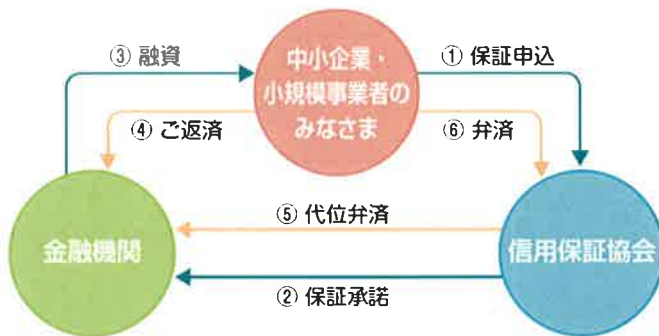 ③ 融資
中小企業・
小規模事業者の
みなさま
① 保証申込
④ ご返済
⑥ 弁済
⑤ 代位弁済
金融機関
信用保証協会
② 保証承諾